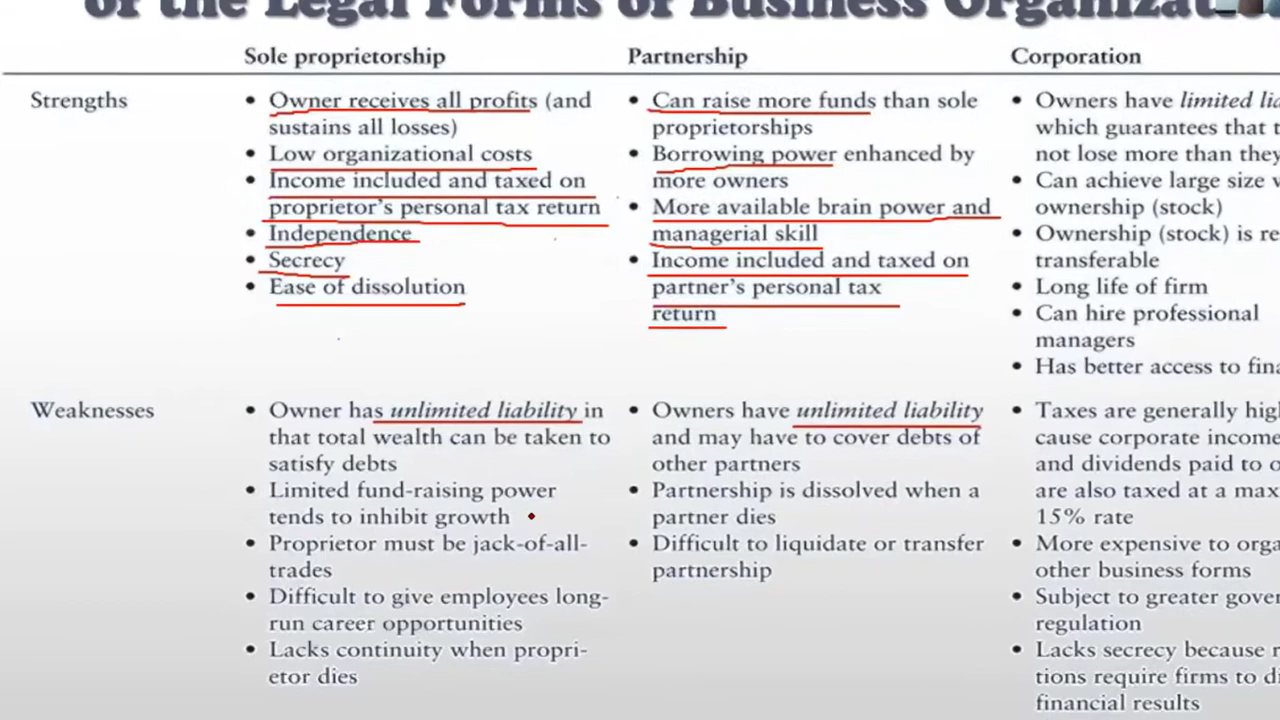 of the Legal Forms of Business
Sole proprietorship Partnership Corporation
Strengths
• Owner receives all profits (and
sustains all losses)
• Low organizational costs
• Income included and taxed on
proprietor's personal tax return
• Independence
• Secrecy
• Ease of dissolution
• Can raise more funds than sole
proprietorships
• Borrowing power enhanced by
more owners
• More available brain power and
managerial skill
• Income included and taxed on
partner's personal tax
return
• Owners have limited
which guarantees that
not lose more than they
• Can achieve large size
ownership (stock)
• Ownership (stock) is
transferable
• Long life of firm
• Can hire professional
managers
• Has better access to
Weaknesses
• Owner has unlimited liability in
that total wealth can be taken to
satisfy debts
• Limited fund-raising power
tends to inhibit growth
• Proprietor must be jack-of-all-
trades
• Difficult to give employees long-
run career opportunities
• Lacks continuity when propri-
etor dies
• Owners have unlimited liability
and may have to cover debts of
other partners
• Partnership is dissolved when a
partner dies
• Difficult to liquidate or transfer
partnership
• Taxes are generally
cause corporate income
and dividends paid to
are also taxed at a
15% rate
• More expensive to
other business forms
• Subject to greater
regulation
• Lacks secrecy because
tions require firms to
financial results